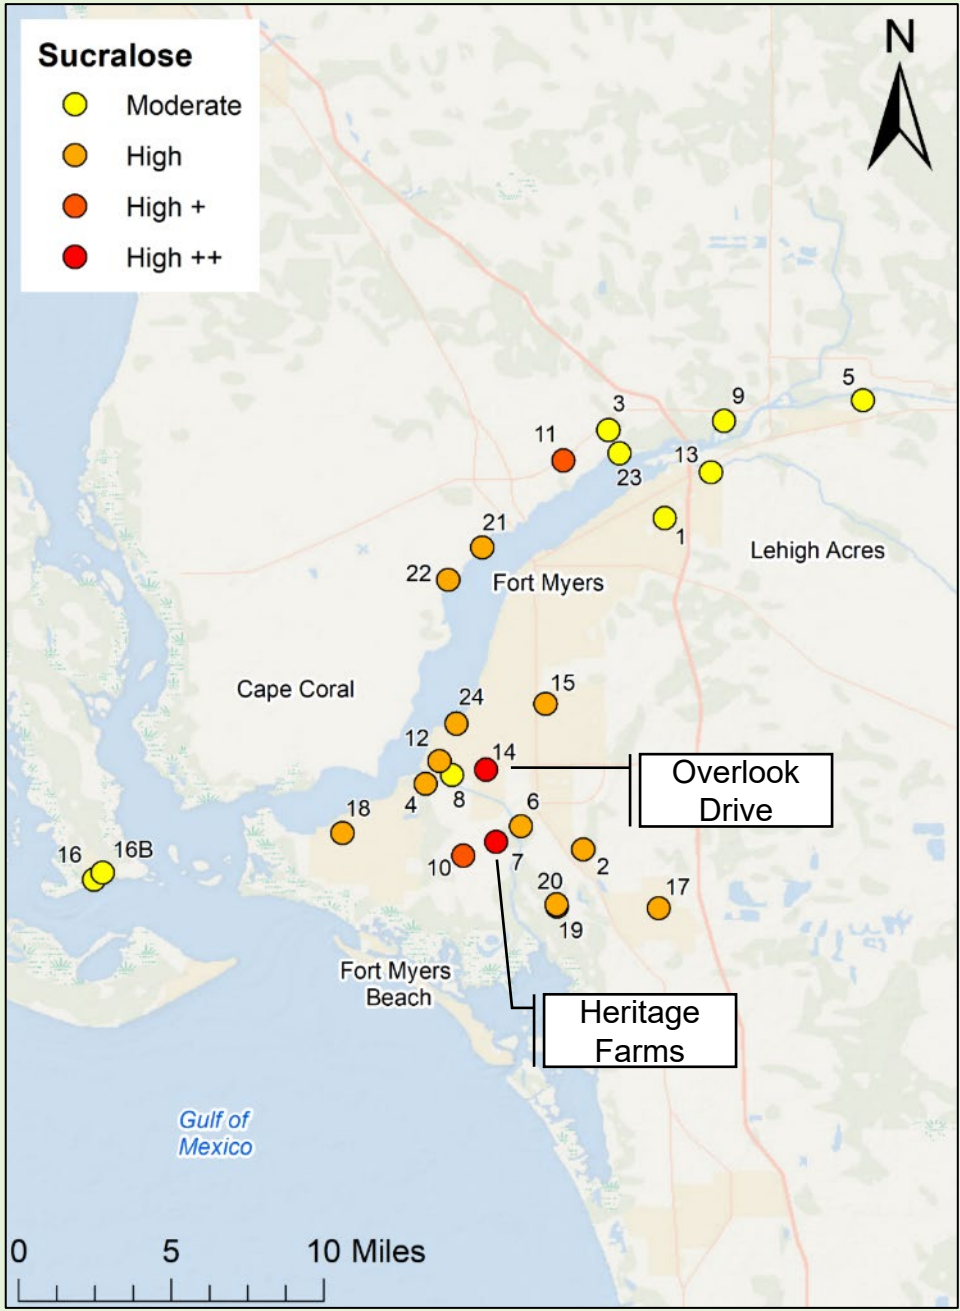 Sucralose
Moderate
High
High +
High ++
N
5
9
3
11
13
23
1
21
Lehigh Acres
22
Fort Myers
15
Cape Coral
24
12
14
Overlook
Drive
4
8
6
18
16
16B
10
7
2
20
17
19
Fort Myers
Beach
Heritage
Farms
Gulf of
Mexico
0 5 10 Miles